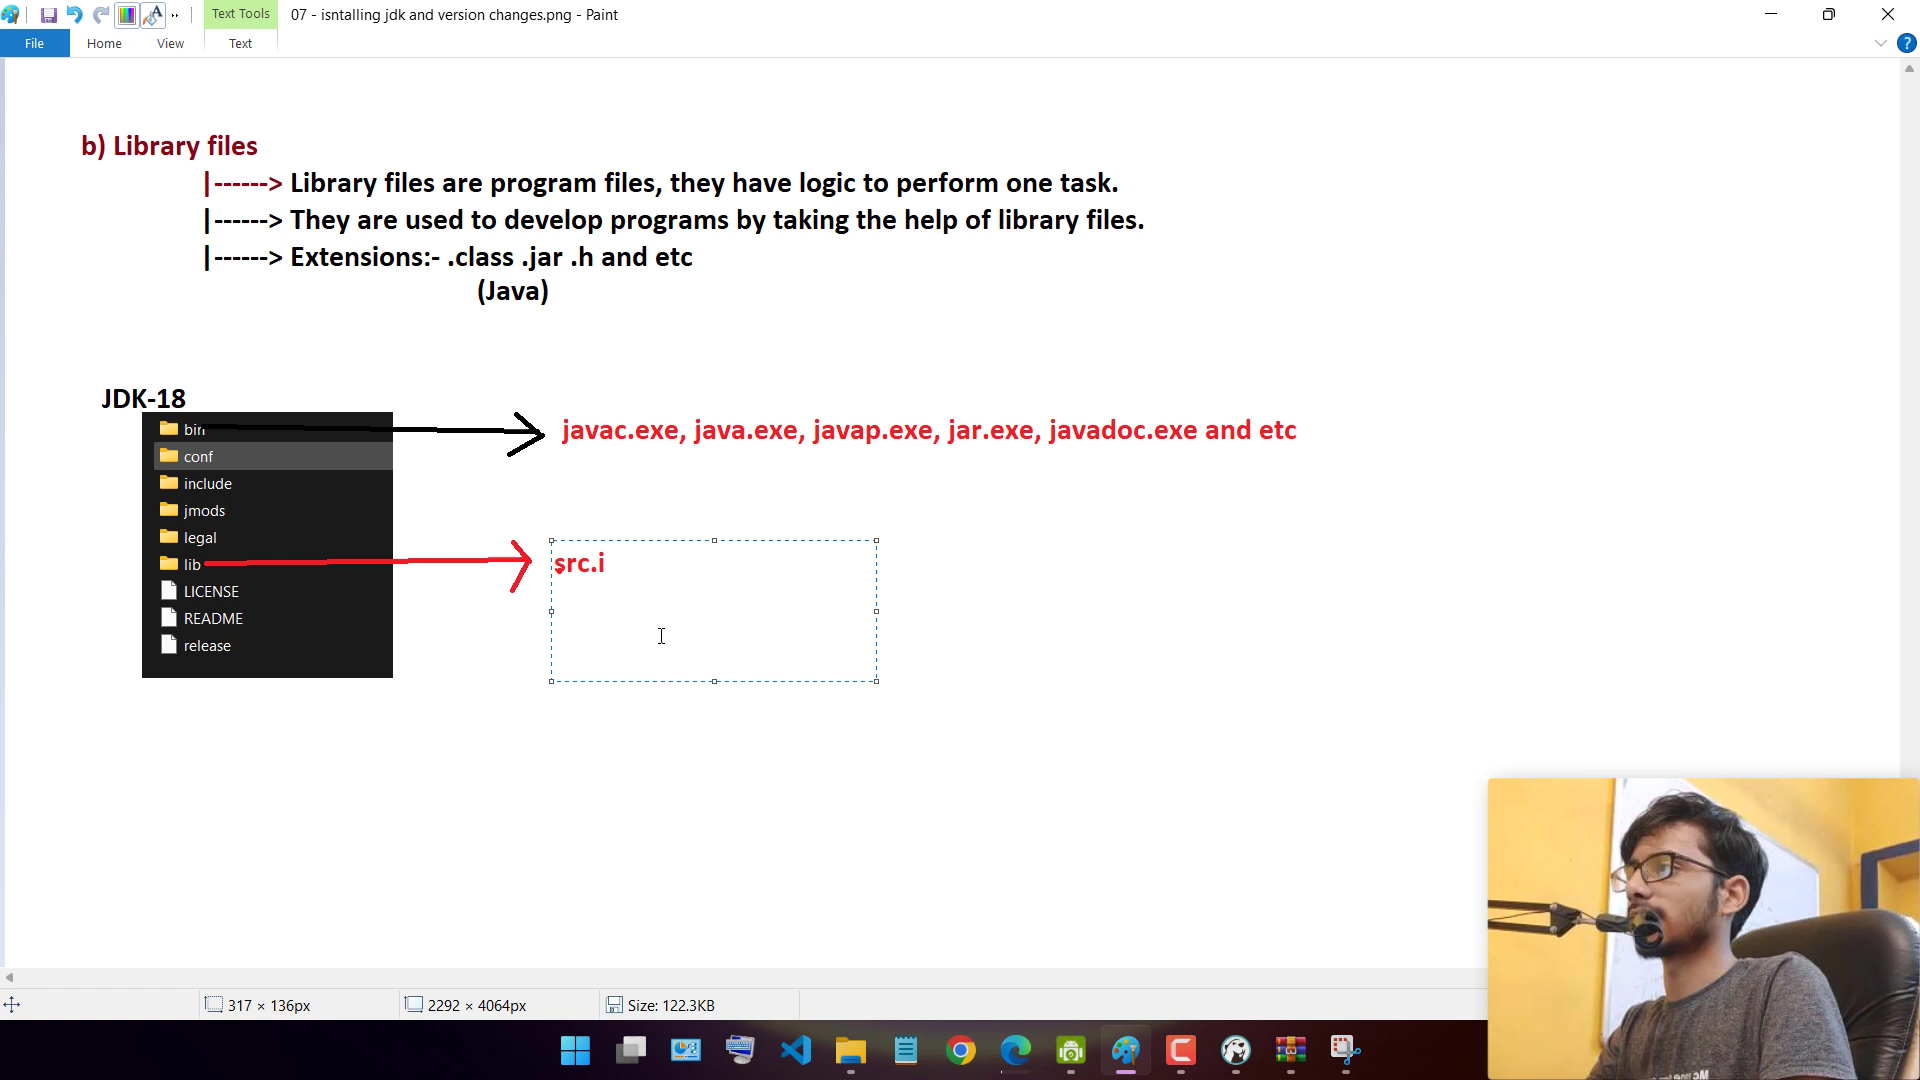 Text Tools
07 - isntalling jdk and version changes.png - Paint
File
Home
View
Text
?
b) Library files
|------> Library files are program files, they have logic to perform one task.
|------> They are used to develop programs by taking the help of library files.
|------> Extensions:- .class .jar .h and etc
(Java)
JDK-18
bin
javac.exe, java.exe, javap.exe, jar.exe, javadoc.exe and etc
conf
include
jmods
legal
lib
src.i
LICENSE
README
release
317 × 136px
2292 × 4064px
Size: 122.3KB